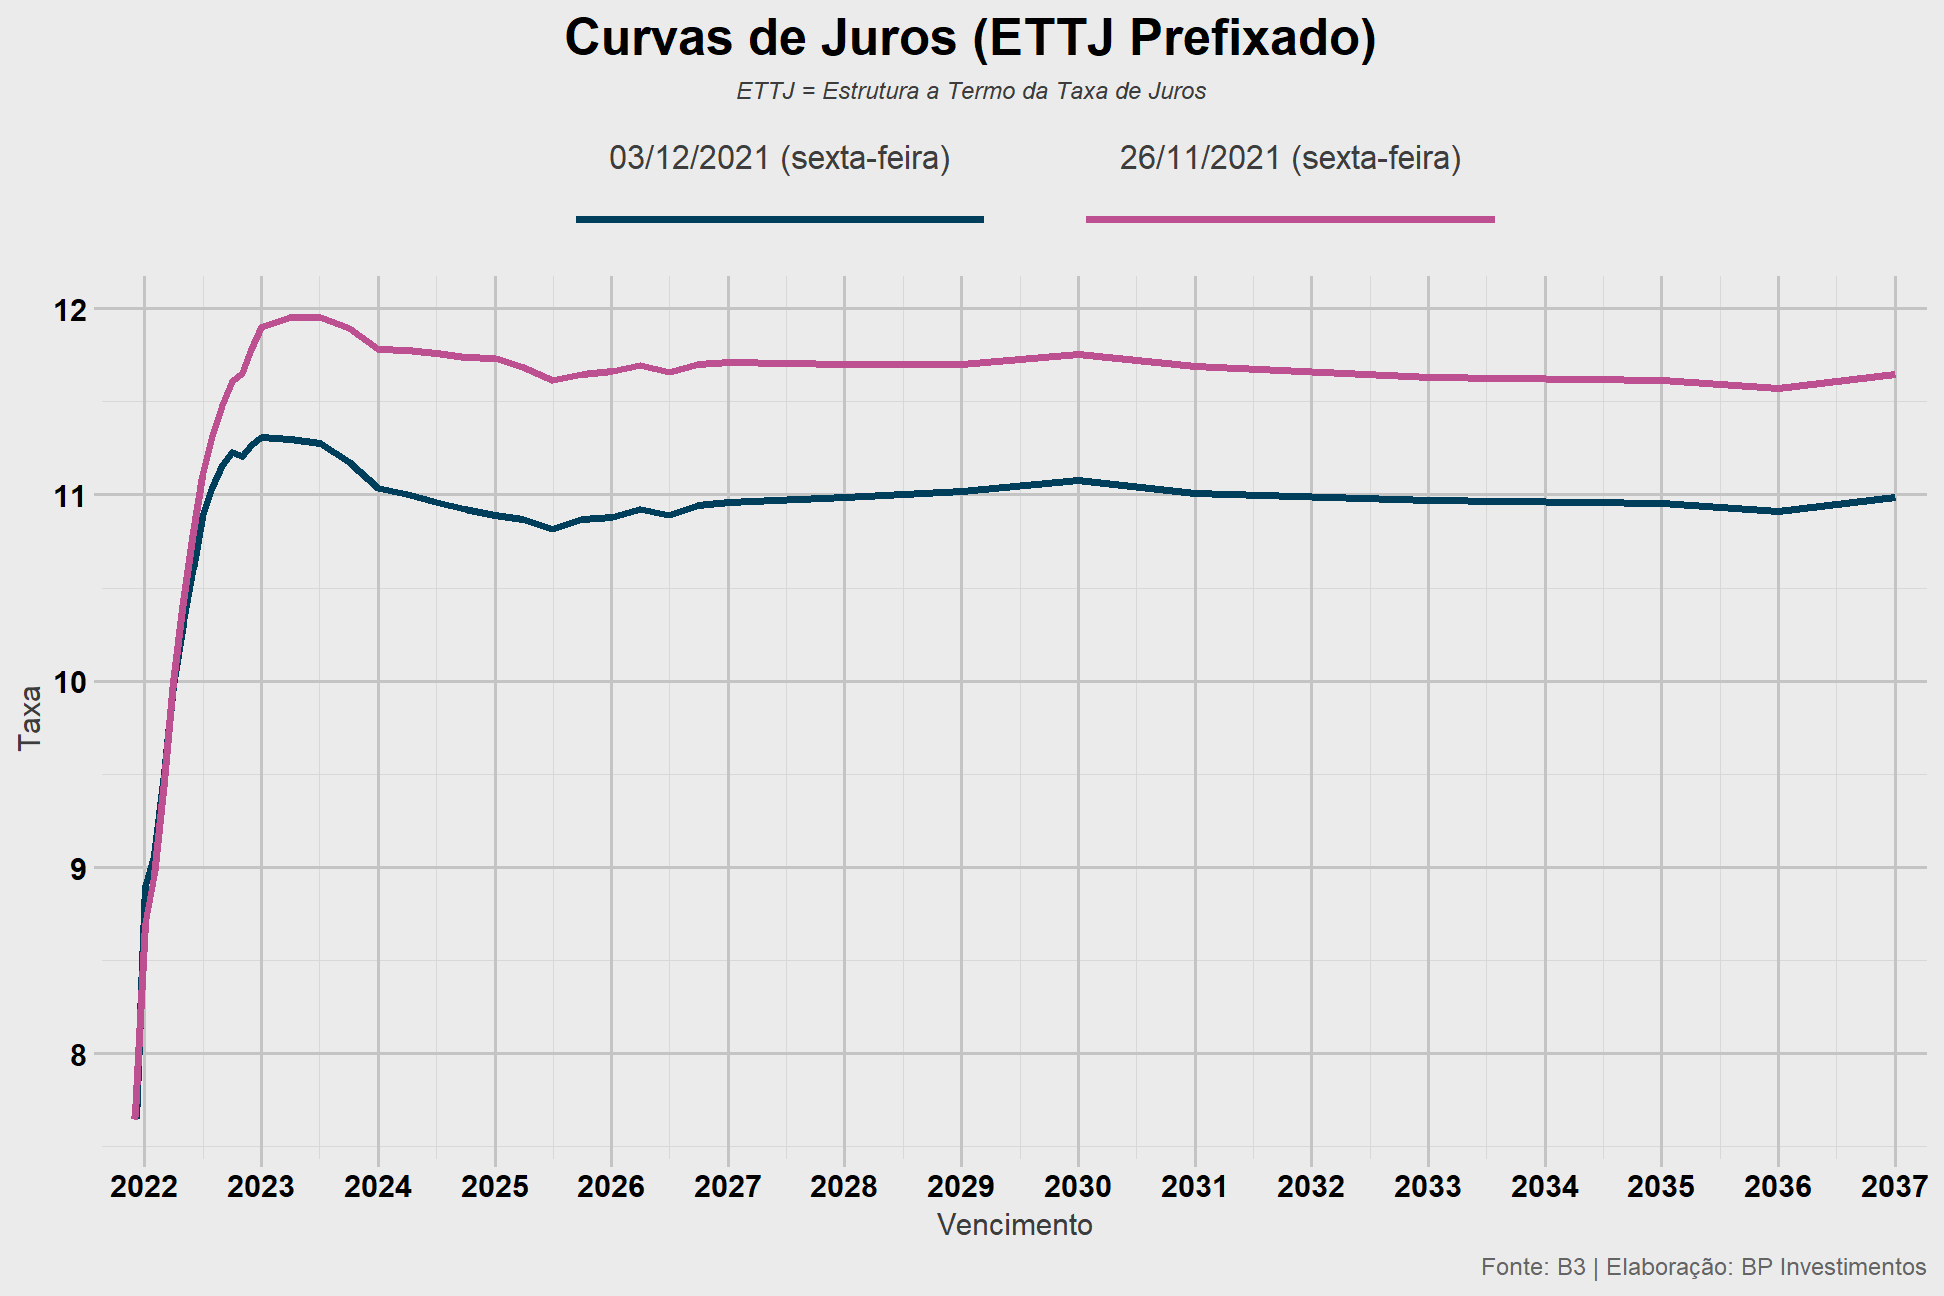 Curvas de Juros (ETTJ Prefixado)
ETTJ = Estrutura a Termo da Taxa de Juros
03/12/2021 (sexta-feira)
26/11/2021 (sexta-feira)
12
11
10
9
8
Taxa
2022 2023 2024 2025 2026 2027 2028 2029 2030 2031 2032 2033 2034 2035 2036 2037
Vencimento
Fonte: B3 | Elaboração: BP Investimentos